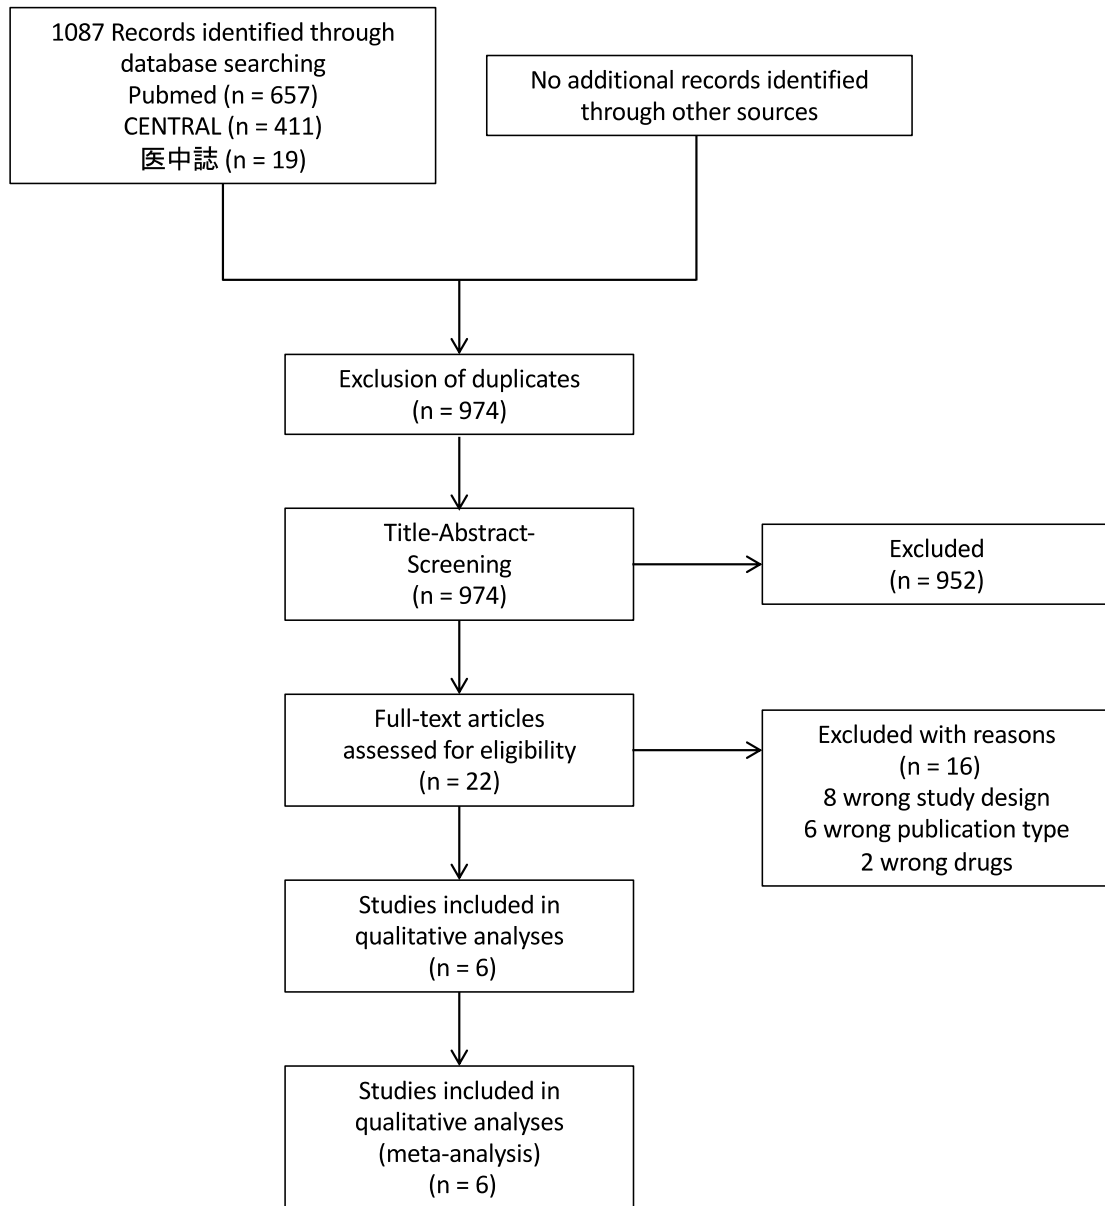 1087 Records identified through
database searching
Pubmed (n = 657)
CENTRAL (n = 411)
医中誌 (n = 19)
No additional records identified
through other sources
Exclusion of duplicates
(n = 974)
Title-Abstract-
Screening
(n = 974)
Excluded
(n = 952)
Full-text articles
assessed for eligibility
(n = 22)
Excluded with reasons
(n = 16)
8 wrong study design
6 wrong publication type
2 wrong drugs
Studies included in
qualitative analyses
(n = 6)
Studies included in
qualitative analyses
(meta-analysis)
(n = 6)